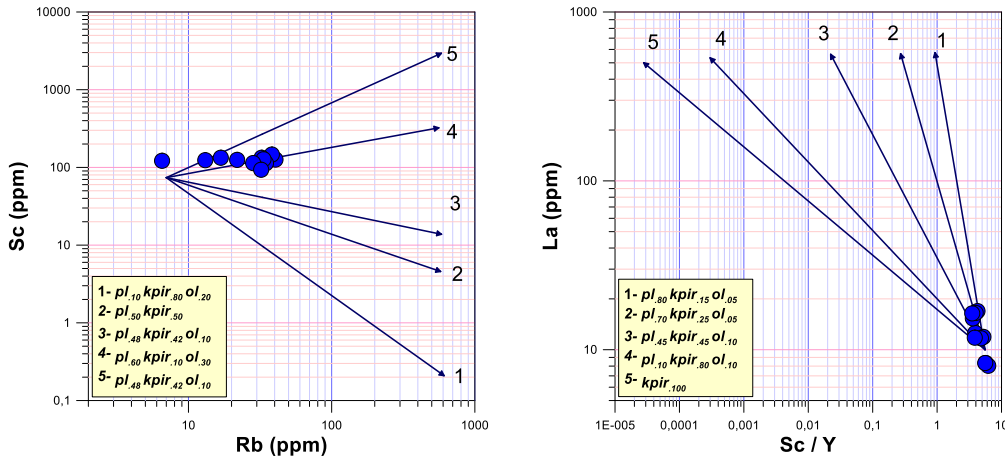 10000
1000
100
10
1
0,1
Sc (ppm)
5
4
3
2
1
1- pl.10 kpir.80 ol.20
2- pl.50 kpir.50
3- pl.48 kpir.42 ol.10
4- pl.60 kpir.10 ol.30
5- pl.48 kpir.42 ol.10
10 100 1000
Rb (ppm)
1000
100
10
La (ppm)
5 4 3 2 1
1- pl.80 kpir.15 ol.05
2- pl.70 kpir.25 ol.05
3- pl.45 kpir.45 ol.10
4- pl.10 kpir.80 ol.10
5- kpir.100
1E-005 0,0001 0,001 0,01 0,1 1 10
Sc / Y